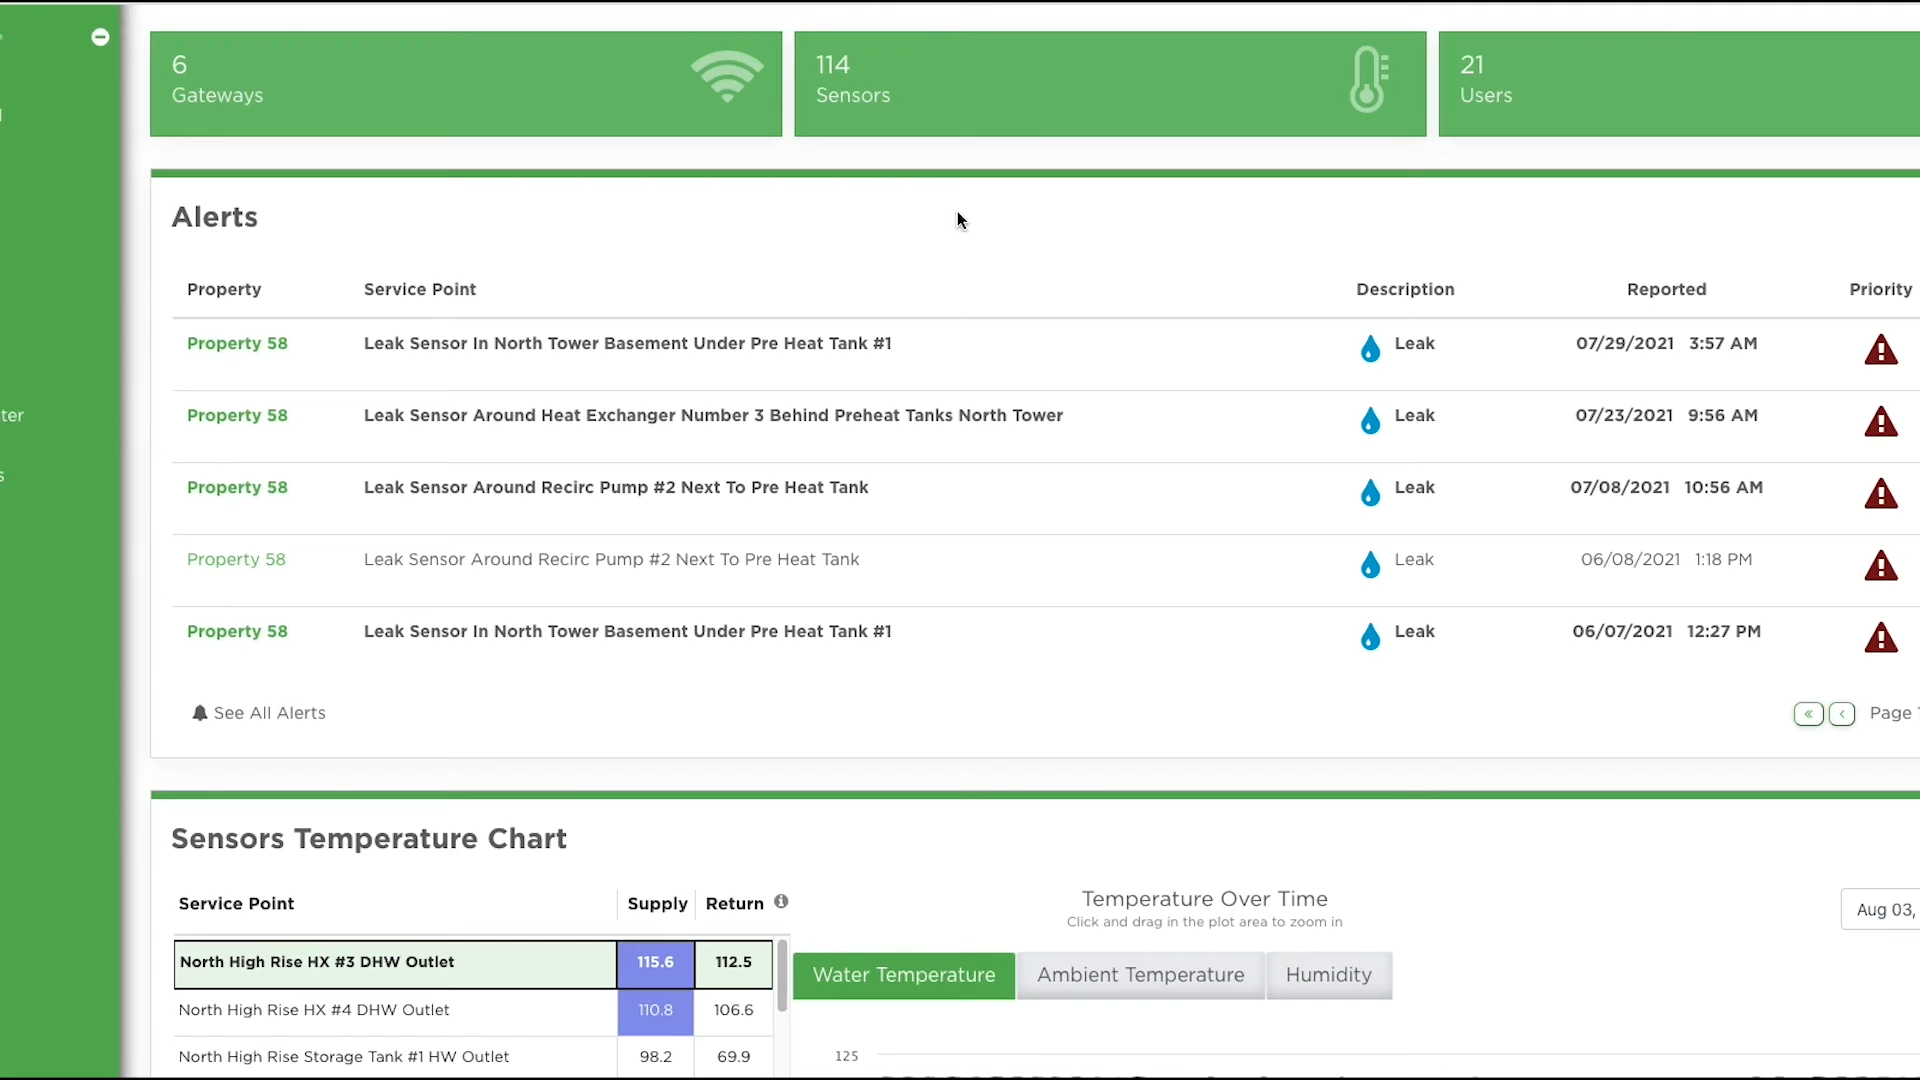 6
Gateways
114
Sensors
21
Users
Alerts
Property Service Point Description Reported Priority
Property 58 Leak Sensor In North Tower Basement Under Pre Heat Tank #1 Leak 07/29/2021 3:57 AM
Property 58 Leak Sensor Around Heat Exchanger Number 3 Behind Preheat Tanks North Tower Leak 07/23/2021 9:56 AM
ter
Property 58 Leak Sensor Around Recirc Pump #2 Next To Pre Heat Tank Leak 07/08/2021 10:56 AM
s
Property 58 Leak Sensor Around Recirc Pump #2 Next To Pre Heat Tank Leak 06/08/2021 1:18 PM
Property 58 Leak Sensor In North Tower Basement Under Pre Heat Tank #1 Leak 06/07/2021 12:27 PM
See All Alerts
« ‹ Page
Sensors Temperature Chart
Service Point Supply Return
North High Rise HX #3 DHW Outlet 115.6 112.5
North High Rise HX #4 DHW Outlet 110.8 106.6
North High Rise Storage Tank #1 HW Outlet 98.2 69.9
Temperature Over Time
Click and drag in the plot area to zoom in
Aug 03,
Water Temperature Ambient Temperature Humidity
125